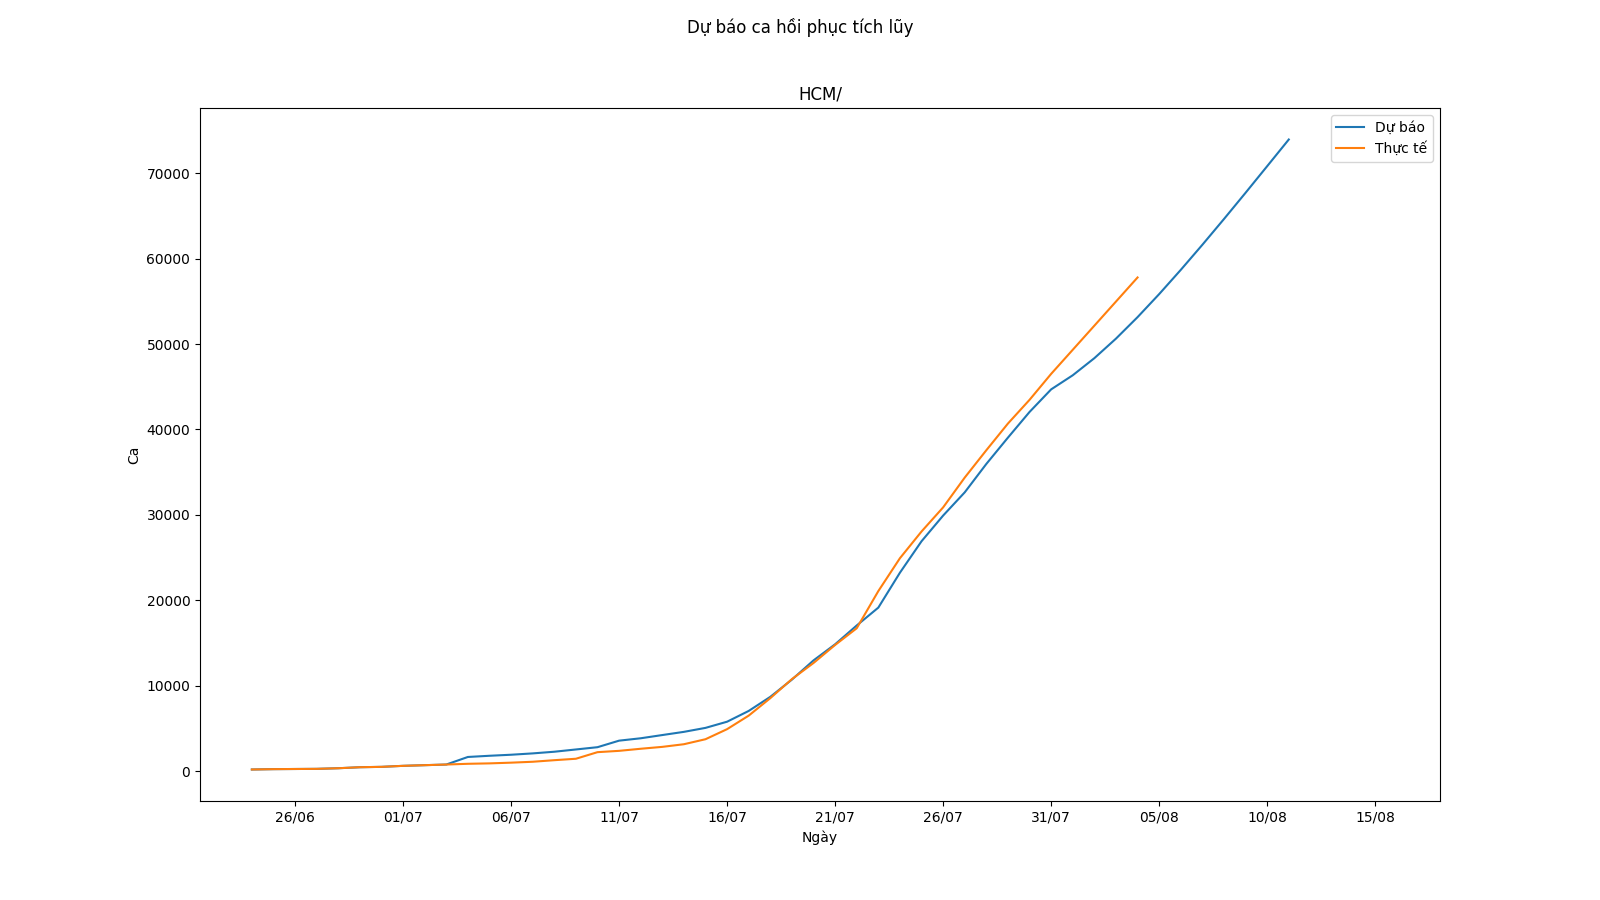 Dự báo ca hồi phục tích lũy
HCM/
Dự báo
Thực tế
70000
60000
50000
40000
30000
20000
10000
0
Ca
26/06 01/07 06/07 11/07 16/07 21/07 26/07 31/07 05/08 10/08 15/08
Ngày